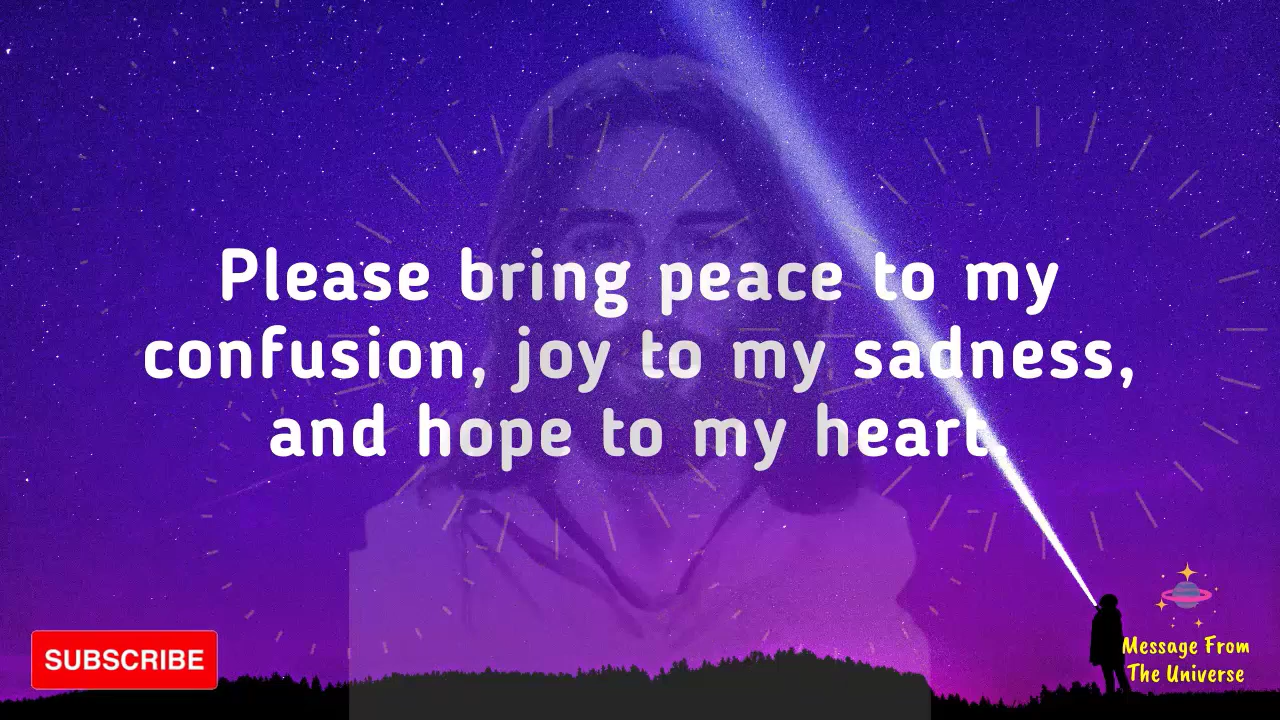 Please bring peace to my
confusion, joy to my sadness,
and hope to my heart.
SUBSCRIBE
Message From
The Universe